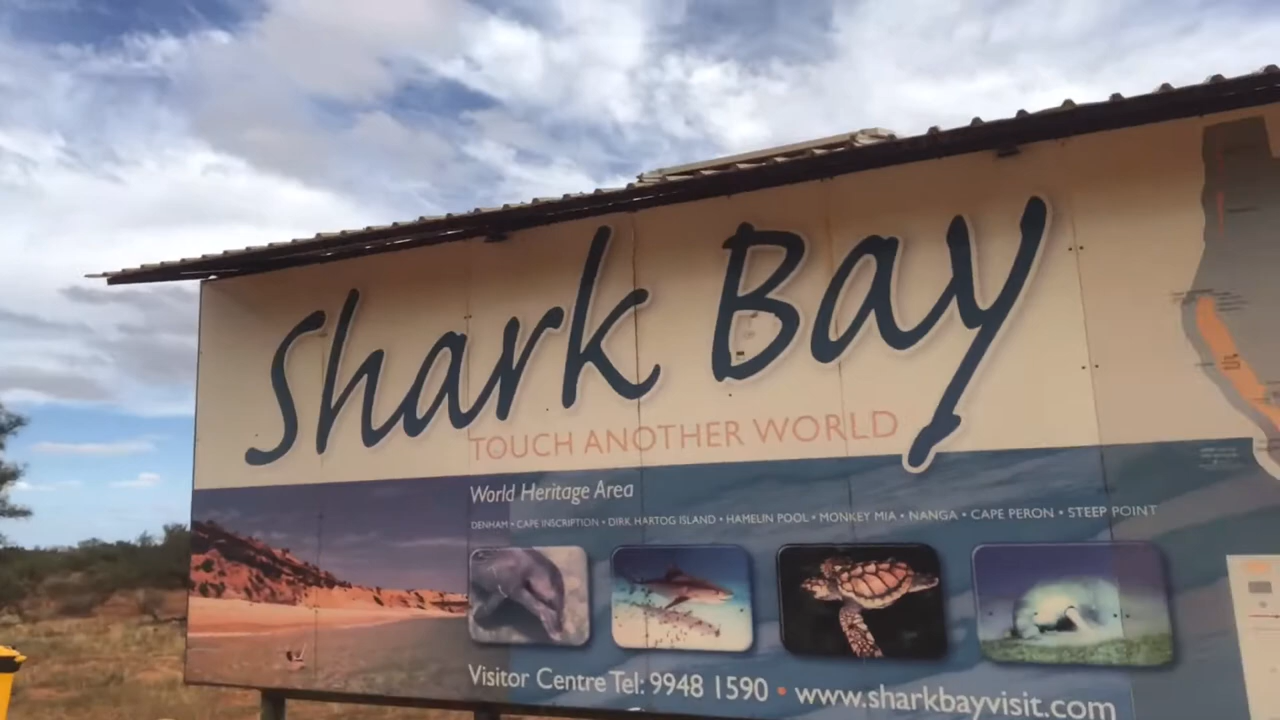 Shark Bay
TOUCH ANOTHER WORLD
World Heritage Area
DENHAM • CAPE INSCRIPTION • DIRK HARTOG ISLAND • HAMELIN POOL • MONKEY MIA • NANGA • CAPE PERON • STEEP POINT
Visitor Centre Tel: 9948 1590 • www.sharkbayvisit.com